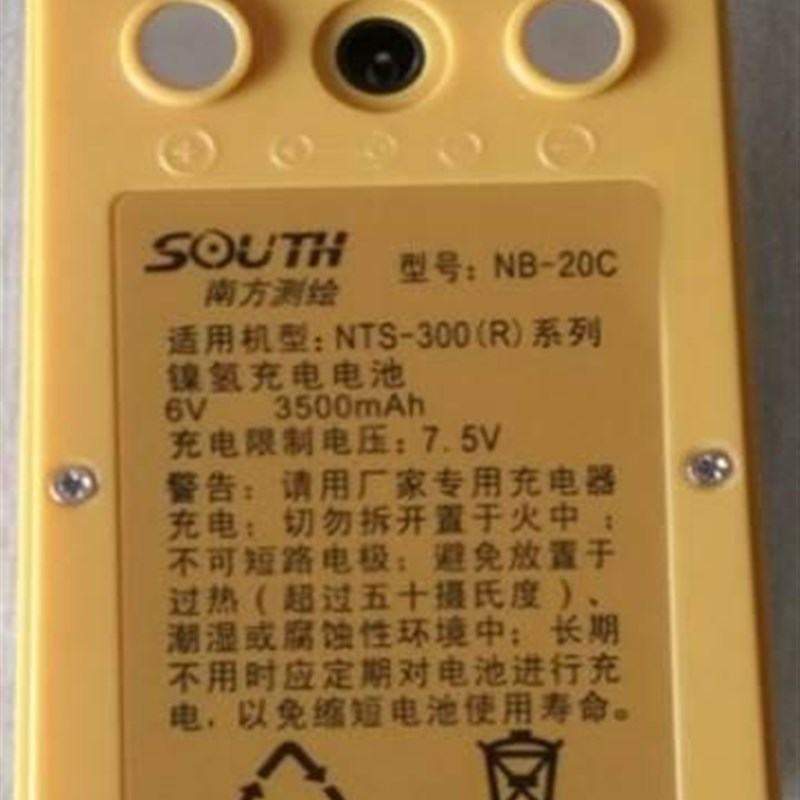 SOUTH
南方测绘
型号: NB-20C
适用机型: NTS-300(R)系列
镍氢充电电池
6V 3500mAh
充电限制电压: 7.5V
警告: 请用厂家专用充电器
充电; 切勿拆开置于火中;
不可短路电极; 避免放置于
过热(超过五十摄氏度)、
潮湿或腐蚀性环境中; 长期
不用时应定期对电池进行充
电, 以免缩短电池使用寿命。